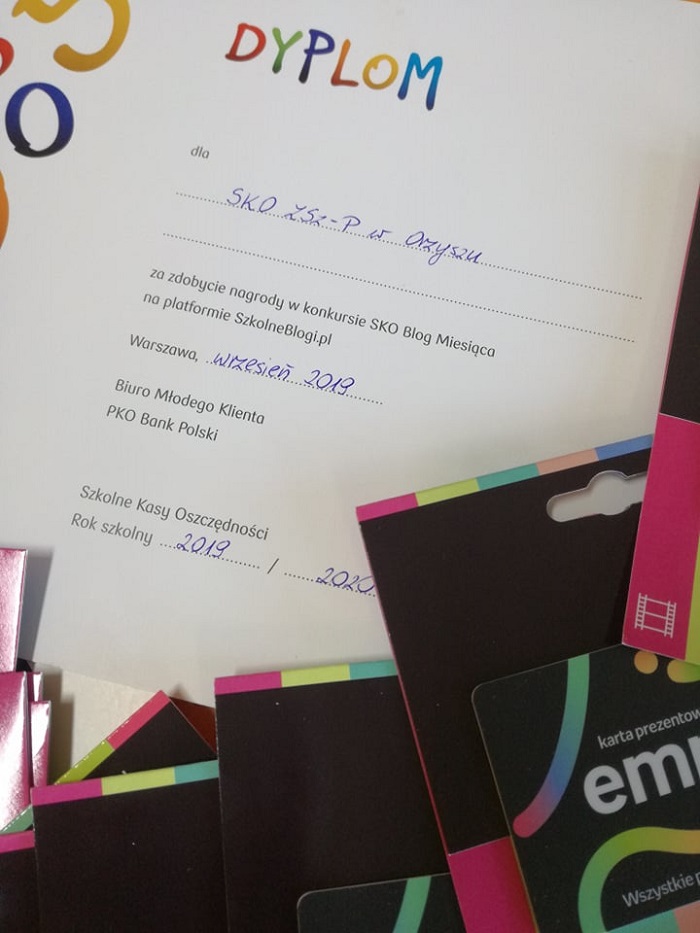 DYPLOM
dla
SKO ZSz-P w Orzyszu
za zdobycie nagrody w konkursie SKO Blog Miesiąca
na platformie SzkolneBlogi.pl
Warszawa, wrzesień 2019
Biuro Młodego Klienta
PKO Bank Polski
Szkolne Kasy Oszczędności
Rok szkolny 2019 / 2020
karta prezentow
em
Wszystkie p